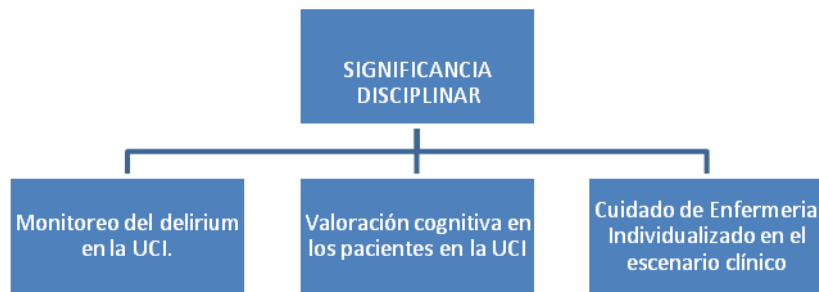 SIGNIFICANCIA
DISCIPLINAR
Monitoreo del delirium
en la UCI.
Valoración cognitiva en
los pacientes en la UCI
Cuidado de Enfermeria
Individualizado en el
escenario clínico